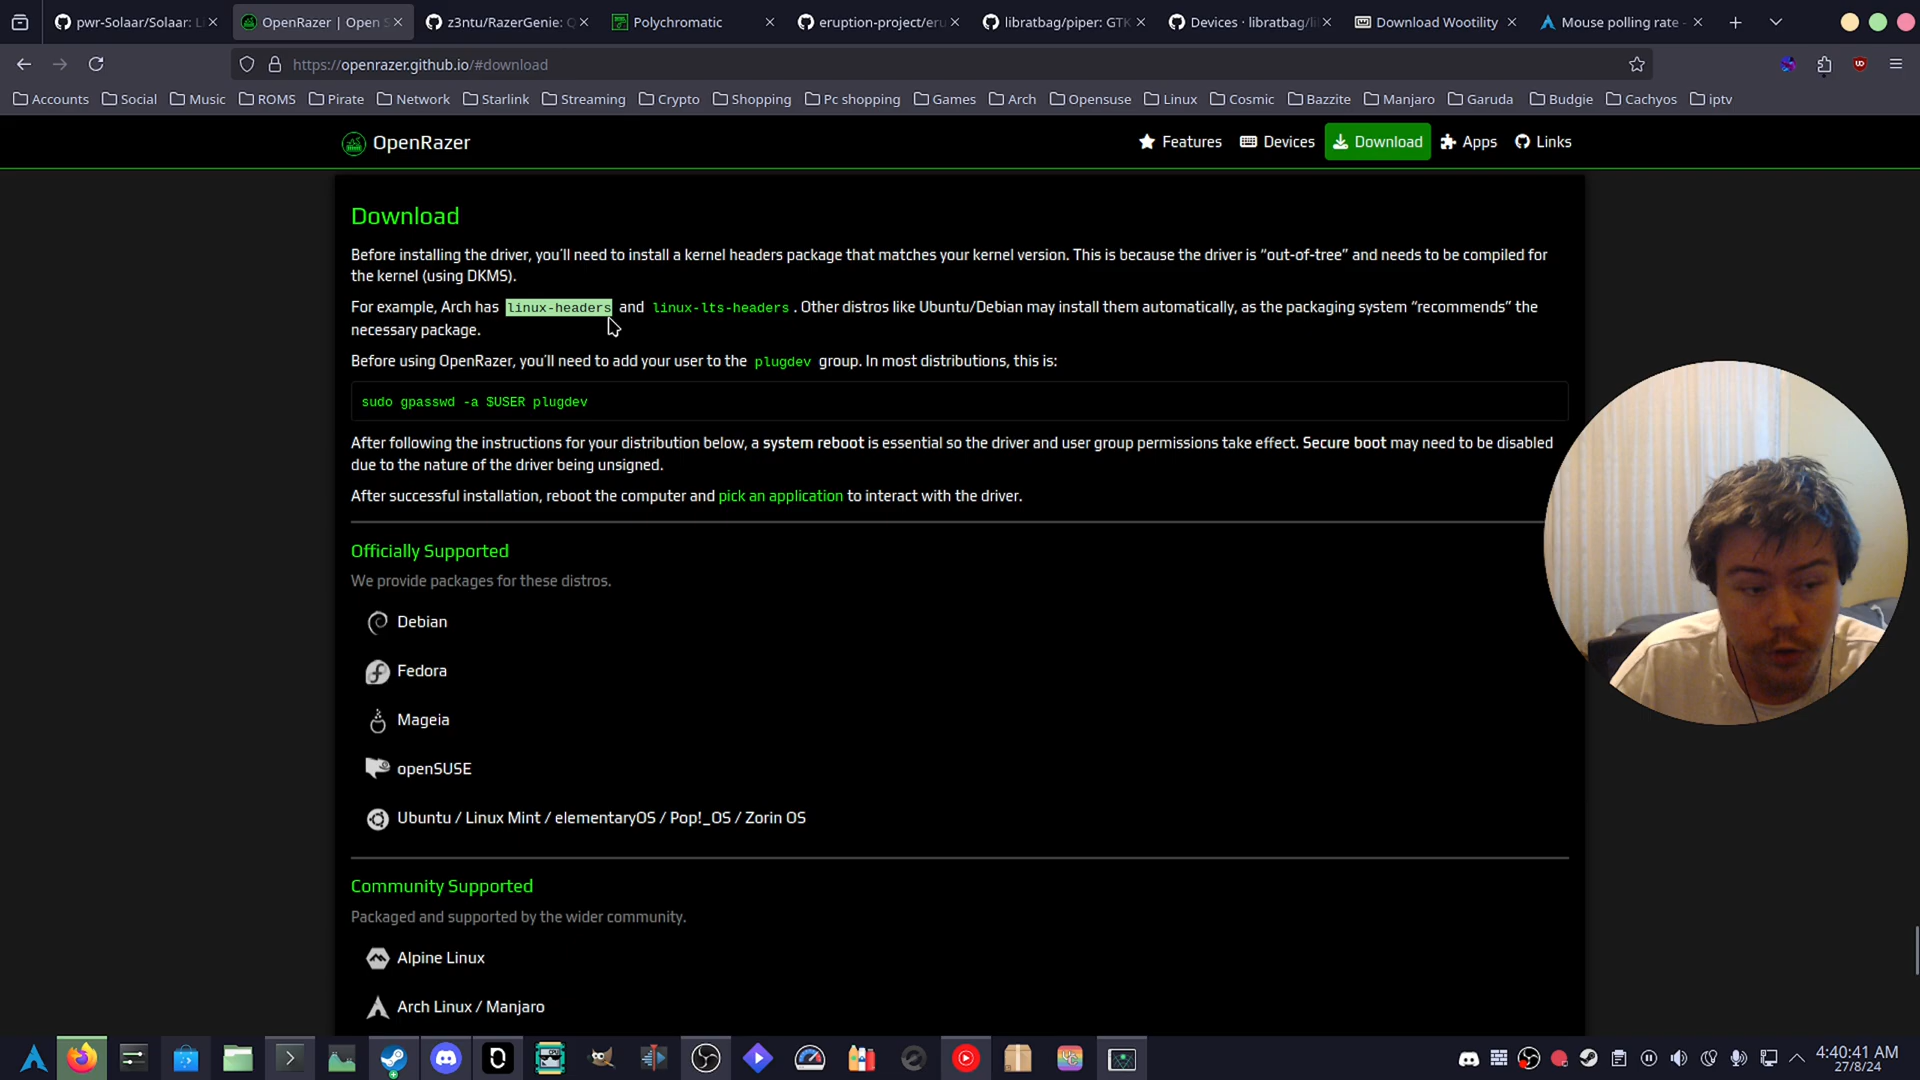 pwr-Solaar/Solaar: Li
OpenRazer | Open S
z3ntu/RazerGenie: Q
Polychromatic
eruption-project/eru
libratbag/piper: GTK
Devices · libratbag/li
Download Wootility
Mouse polling rate -
https://openrazer.github.io/#download
Accounts Social Music ROMS Pirate Network Starlink Streaming Crypto Shopping Pc shopping Games Arch Opensuse Linux Cosmic Bazzite Manjaro Garuda Budgie Cachyos iptv
OpenRazer
Features Devices Download Apps Links
Download
Before installing the driver, you'll need to install a kernel headers package that matches your kernel version. This is because the driver is “out-of-tree” and needs to be compiled for
the kernel (using DKMS).
For example, Arch has linux-headers and linux-lts-headers. Other distros like Ubuntu/Debian may install them automatically, as the packaging system “recommends” the
necessary package.
Before using OpenRazer, you'll need to add your user to the plugdev group. In most distributions, this is:
sudo gpasswd -a $USER plugdev
After following the instructions for your distribution below, a system reboot is essential so the driver and user group permissions take effect. Secure boot may need to be disabled
due to the nature of the driver being unsigned.
After successful installation, reboot the computer and pick an application to interact with the driver.
Officially Supported
We provide packages for these distros.
Debian
Fedora
Mageia
openSUSE
Ubuntu / Linux Mint / elementaryOS / Pop!_OS / Zorin OS
Community Supported
Packaged and supported by the wider community.
Alpine Linux
Arch Linux / Manjaro
4:40:41 AM
27/8/24